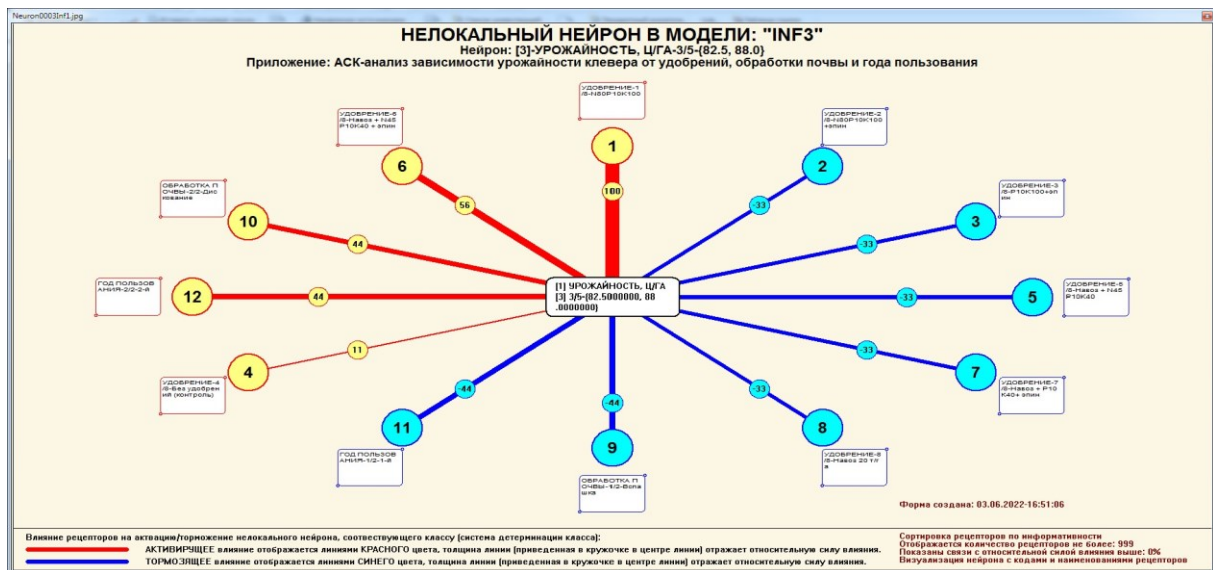 Neuron0003Inf1.jpg
НЕЛОКАЛЬНЫЙ НЕЙРОН В МОДЕЛИ: "INF3"
Нейрон: [3]-УРОЖАЙНОСТЬ, Ц/ГА-3/5-{82.5, 88.0}
Приложение: АСК-анализ зависимости урожайности клевера от удобрений, обработки почвы и года пользования
УДОБРЕНИЕ-1
/8-N80P10K100
1
100
УДОБРЕНИЕ-6
/8-Навоз + N45
P10K40 + эпин
6
56
УДОБРЕНИЕ-2
/8-N80P10K100
+эпин
2
-33
ОБРАБОТКА П
ОЧВЫ-2/2-Дис
кование
10
44
УДОБРЕНИЕ-3
/8-P10K100+эп
ин
3
-33
ГОД ПОЛЬЗОВ
АНИЯ-2/2-2-й
12
44
[1] УРОЖАЙНОСТЬ, Ц/ГА
[3] 3/5-{82.5000000, 88
.0000000}
-33
5
УДОБРЕНИЕ-5
/8-Навоз + N45
P10K40
УДОБРЕНИЕ-4
/8-Без удобрен
ий (контроль)
4
11
-33
7
УДОБРЕНИЕ-7
/8-Навоз + P10
K40+ эпин
ГОД ПОЛЬЗОВ
АНИЯ-1/2-1-й
11
-44
-44
9
ОБРАБОТКА П
ОЧВЫ-1/2-Вспа
шка
-33
8
УДОБРЕНИЕ-8
/8-Навоз 20 т/г
а
Форма создана: 03.06.2022-16:51:06
Влияние рецепторов на актвацию/торможение нелокального нейрона, соотвествующего классу (система детерминации класса):
АКТИВИРУЩЕЕ влияние отображается линиями КРАСНОГО цвета, толщина линии (приведенная в кружочке в центре линии) отражает относительную силу влияния.
ТОРМОЗЯЩЕЕ влияние отображается линиями СИНЕГО цвета, толщина линии (приведенная в кружочке в центре линии) отражает относительную силу влияния.
Сортировка рецепторов по информативности
Отображается количество рецепторов не более: 999
Показаны связи с относительной силой влияния выше: 0%
Визуализация нейрона с кодами и наименованиями рецепторов